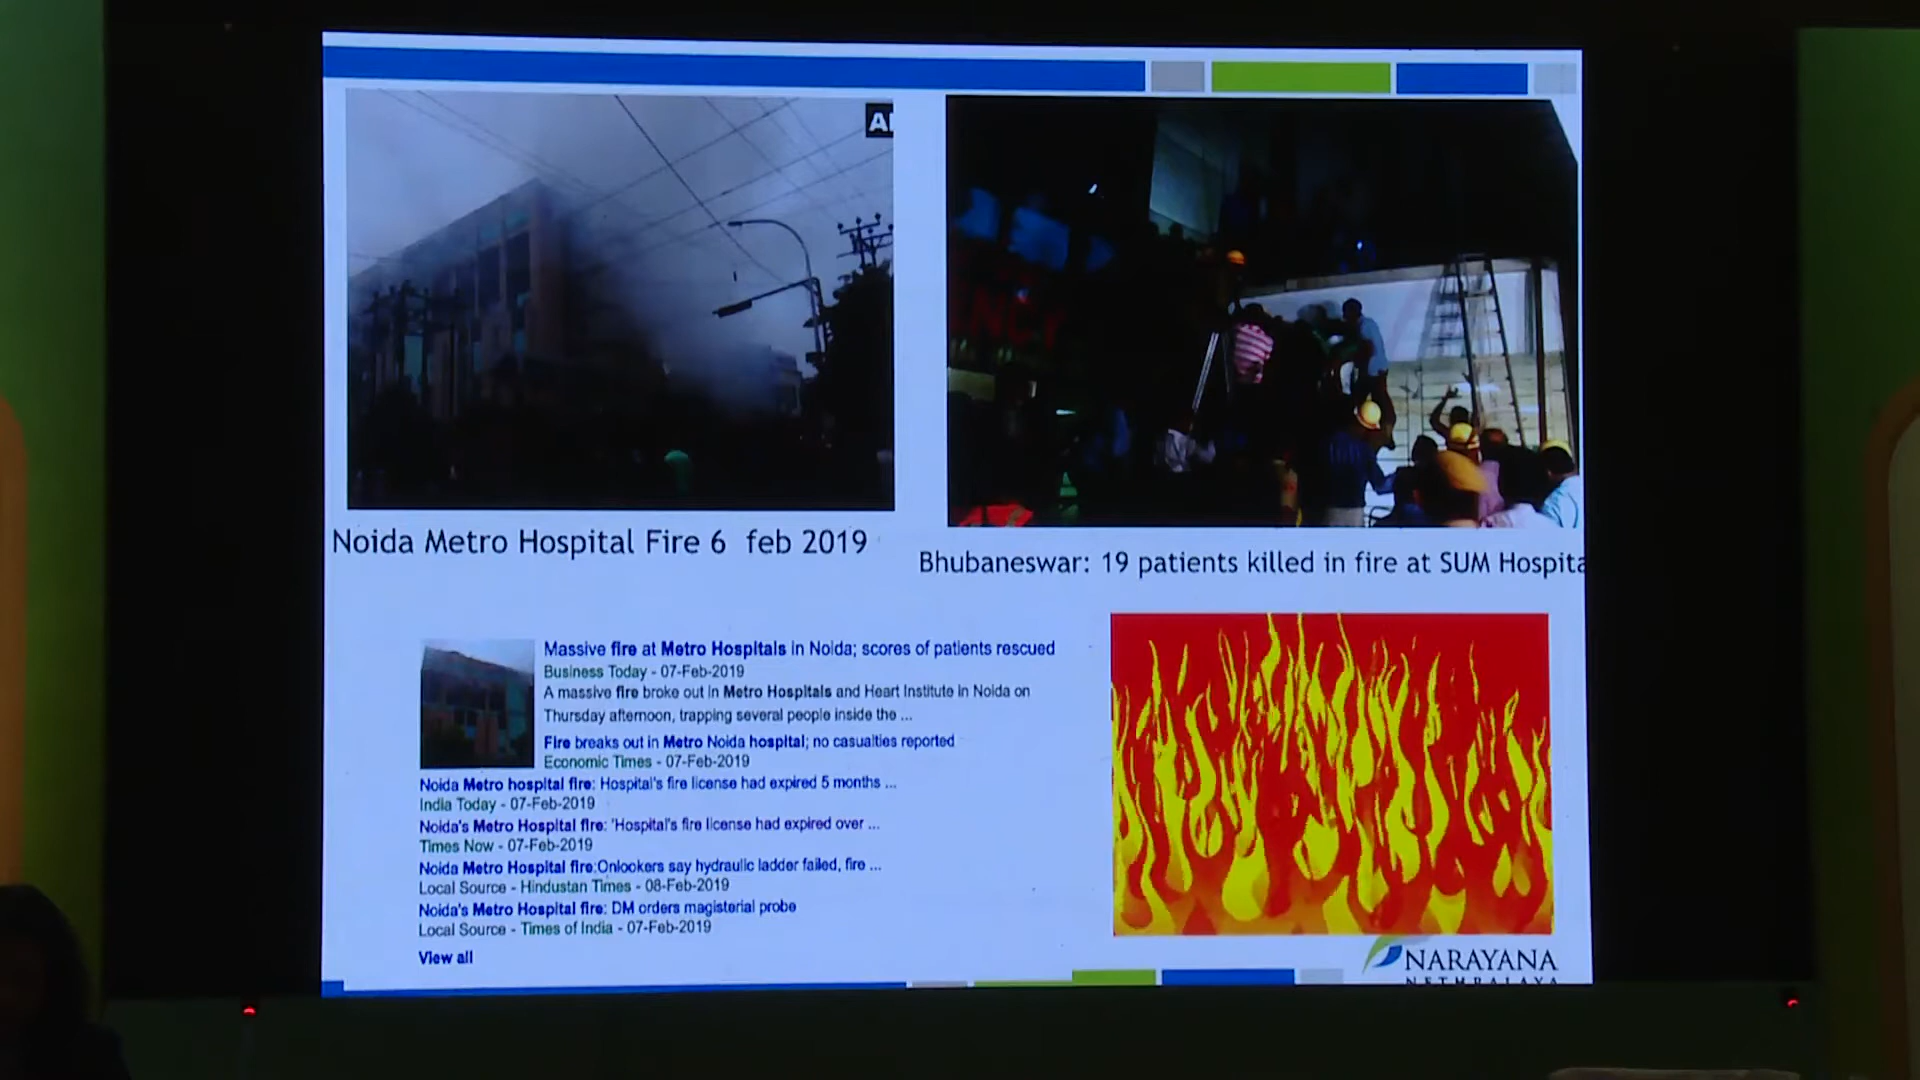 NCY
Noida Metro Hospital Fire 6 feb 2019
Bhubaneswar: 19 patients killed in fire at SUM Hospita
Massive fire at Metro Hospitals in Noida; scores of patients rescued
Business Today - 07-Feb-2019
A massive fire broke out in Metro Hospitals and Heart Institute in Noida on
Thursday afternoon, trapping several people inside the ...
Fire breaks out in Metro Noida hospital; no casualties reported
Economic Times - 07-Feb-2019
Noida Metro hospital fire: Hospital's fire license had expired 5 months ...
India Today - 07-Feb-2019
Noida's Metro Hospital fire: 'Hospital's fire license had expired over ...
Times Now - 07-Feb-2019
Noida Metro Hospital fire:Onlookers say hydraulic ladder failed, fire ...
Local Source - Hindustan Times - 08-Feb-2019
Noida's Metro Hospital fire: DM orders magisterial probe
Local Source - Times of India - 07-Feb-2019
View all
NARAYANA
NETHRALAYA